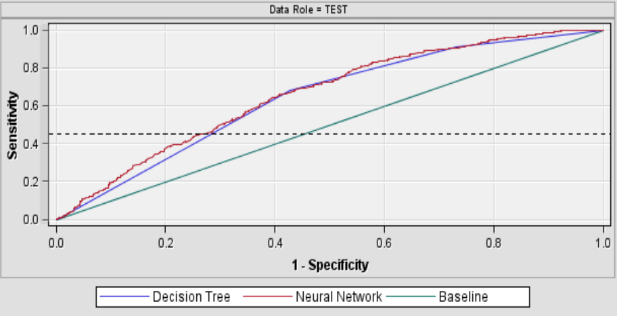 Data Role = TEST
1.0
0.8
0.6
0.4
0.2
0.0
Sensitivity
0.0 0.2 0.4 0.6 0.8 1.0
1 - Specificity
Decision Tree Neural Network Baseline